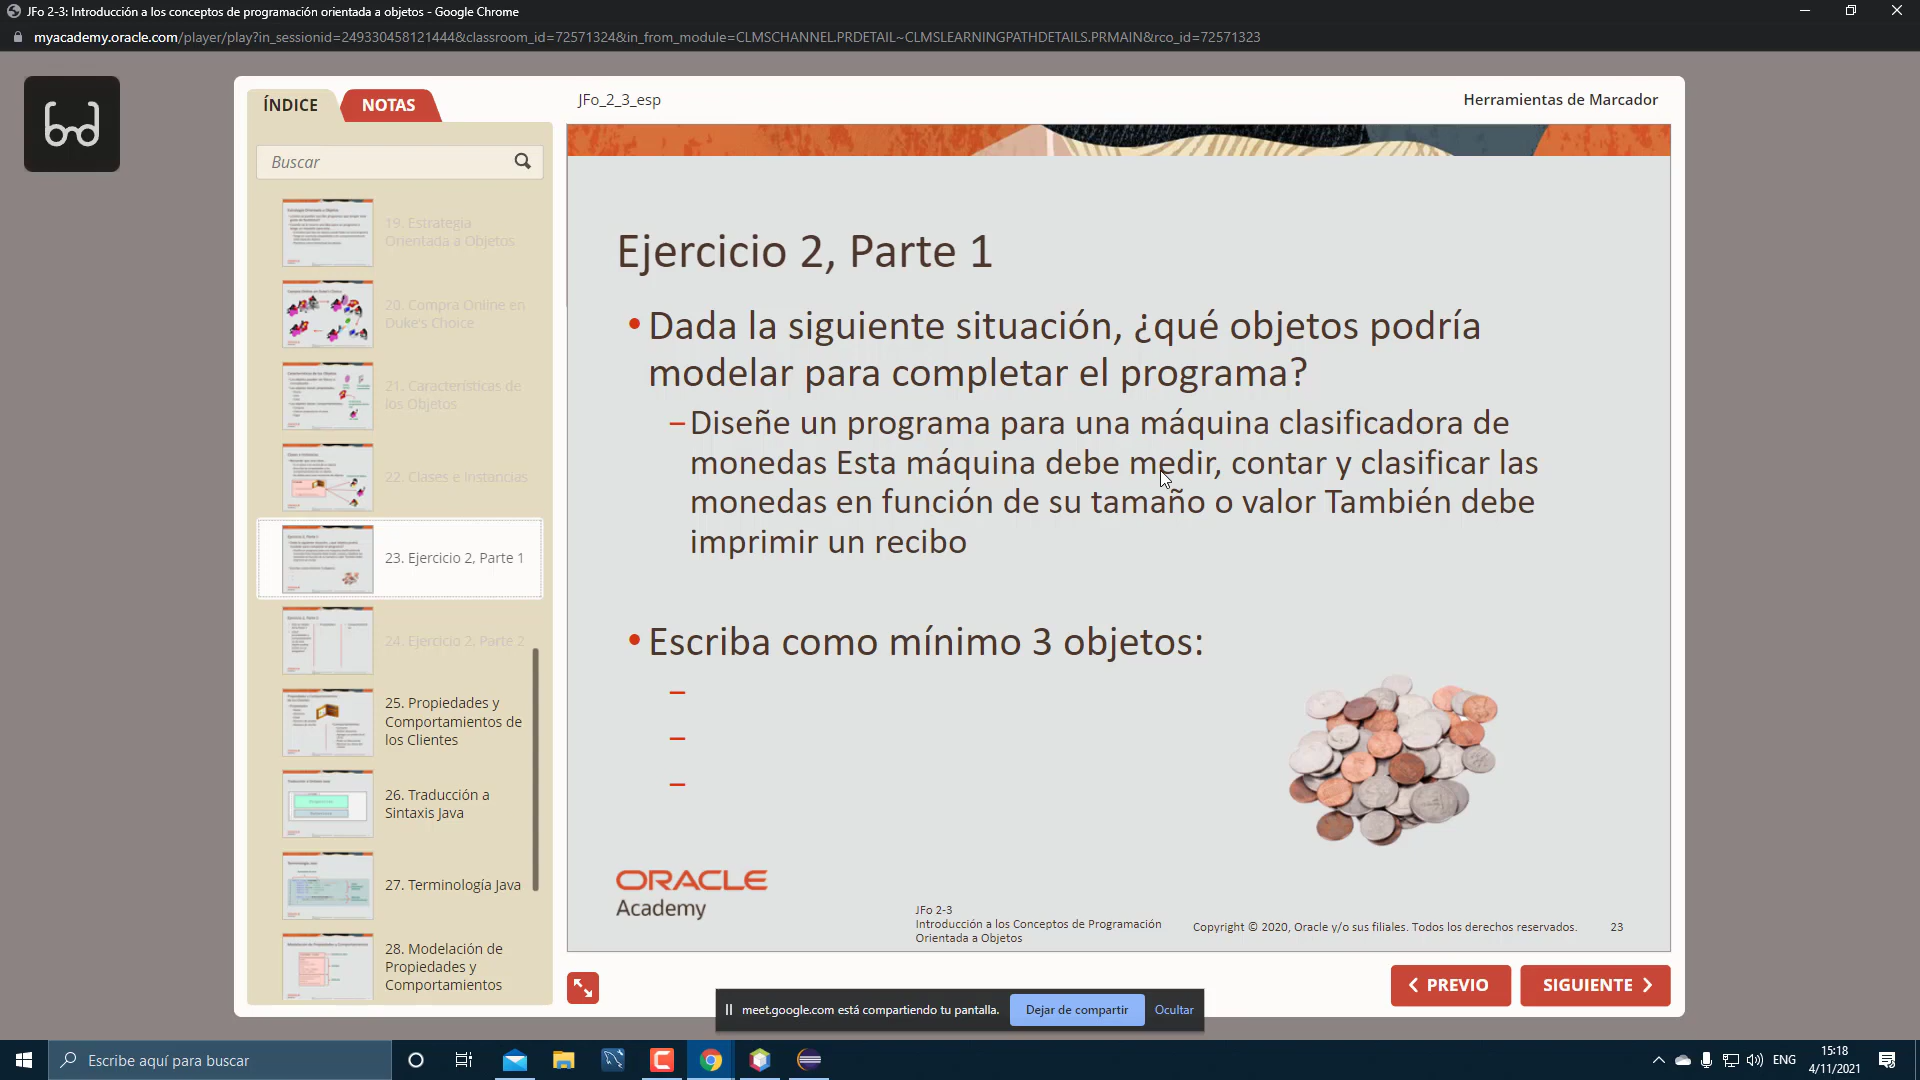 JFo 2-3: Introducción a los conceptos de programación orientada a objetos - Google Chrome
myacademy.oracle.com/player/play?in_sessionid=249330458121444&classroom_id=72571324&in_from_module=CLMSCHANNEL.PRDETAIL~CLMSLEARNINGPATHDETAILS.PRMAIN&rco_id=72571323
ÍNDICE
NOTAS
JFo_2_3_esp
Herramientas de Marcador
Buscar
19. Estrategia
Orientada a Objetos
20. Compra Online en
Duke's Choice
21. Características de
los Objetos
22. Clases e Instancias
23. Ejercicio 2, Parte 1
24. Ejercicio 2, Parte 2
25. Propiedades y
Comportamientos de
los Clientes
26. Traducción a
Sintaxis Java
27. Terminología Java
28. Modelación de
Propiedades y
Comportamientos
Ejercicio 2, Parte 1
• Dada la siguiente situación, ¿qué objetos podría
modelar para completar el programa?
– Diseñe un programa para una máquina clasificadora de
monedas Esta máquina debe medir, contar y clasificar las
monedas en función de su tamaño o valor También debe
imprimir un recibo
• Escriba como mínimo 3 objetos:
–
–
–
ORACLE
Academy
JFo 2-3
Introducción a los Conceptos de Programación
Orientada a Objetos
Copyright © 2020, Oracle y/o sus filiales. Todos los derechos reservados.
23
PREVIO
SIGUIENTE
meet.google.com está compartiendo tu pantalla.
Dejar de compartir
Ocultar
Escribe aquí para buscar
ENG
15:18
4/11/2021